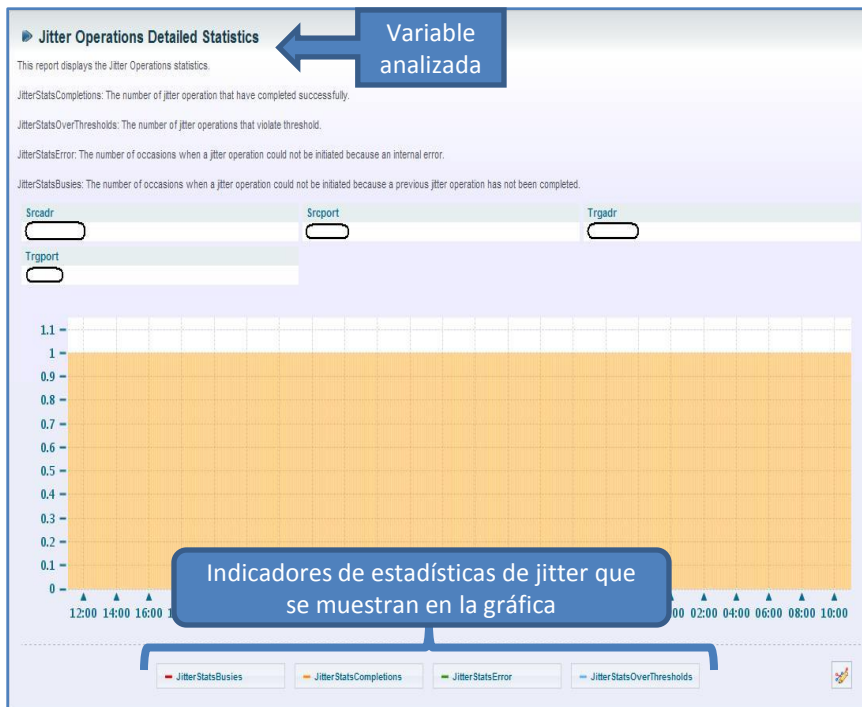 Jitter Operations Detailed Statistics
Variable
analizada
This report displays the Jitter Operations statistics.
JitterStatsCompletions: The number of jitter operation that have completed successfully.
JitterStatsOverThresholds: The number of jitter operations that violate threshold.
JitterStatsError: The number of occasions when a jitter operation could not be initiated because an internal error.
JitterStatsBusies: The number of occasions when a jitter operation could not be initiated because a previous jitter operation has not been completed.
Srcadr Srcport Trgadr
Trgport
1.1
1
0.9
0.8
0.7
0.6
0.5
0.4
0.3
0.2
0.1
0
Indicadores de estadísticas de jitter que
se muestran en la gráfica
12:00 14:00 16:00 02:00 04:00 06:00 08:00 10:00
JitterStatsBusies JitterStatsCompletions JitterStatsError JitterStatsOverThresholds